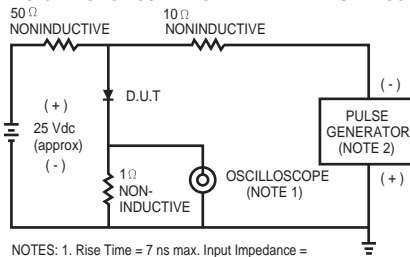 50 Ω
NONINDUCTIVE
10 Ω
NONINDUCTIVE
( + )
25 Vdc
(approx)
( - )
D.U.T
1 Ω
NON-
INDUCTIVE
OSCILLOSCOPE
(NOTE 1)
( - )
PULSE
GENERATOR
(NOTE 2)
( + )
NOTES: 1. Rise Time = 7 ns max. Input Impedance =